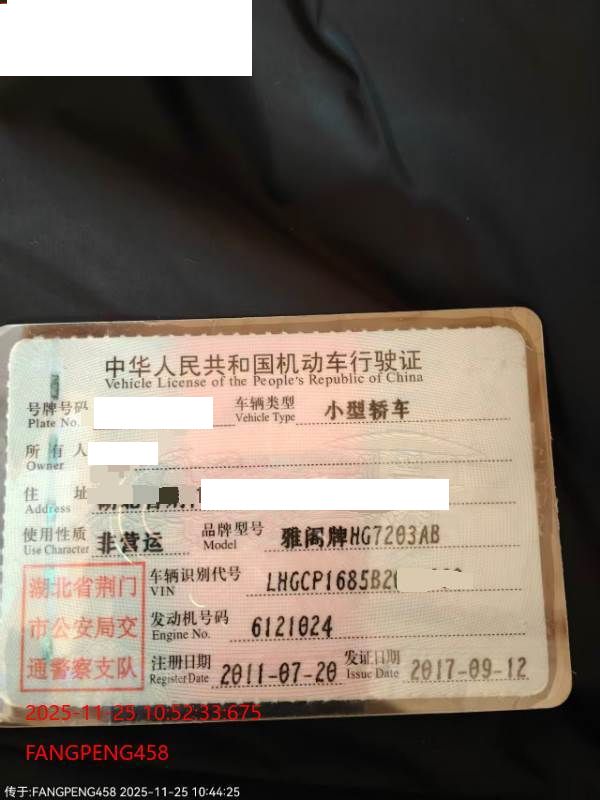 中华人民共和国机动车行驶证
Vehicle License of the People's Republic of China
号牌号码 车辆类型 小型轿车
Plate No. Vehicle Type
所有人
Owner
住 址
Address
使用性质 非营运 品牌型号 雅阁牌HG7203AB
Use Character Model
湖北省荆门
市公安局交
通警察支队
车辆识别代号 LHGCP1685B2
VIN
发动机号码 6121024
Engine No.
注册日期 2011-07-20 发证日期 2017-09-12
Register Date Issue Date
2025-11-25 10:52:33:675
FANGPENG458
传于:FANGPENG458 2025-11-25 10:44:25